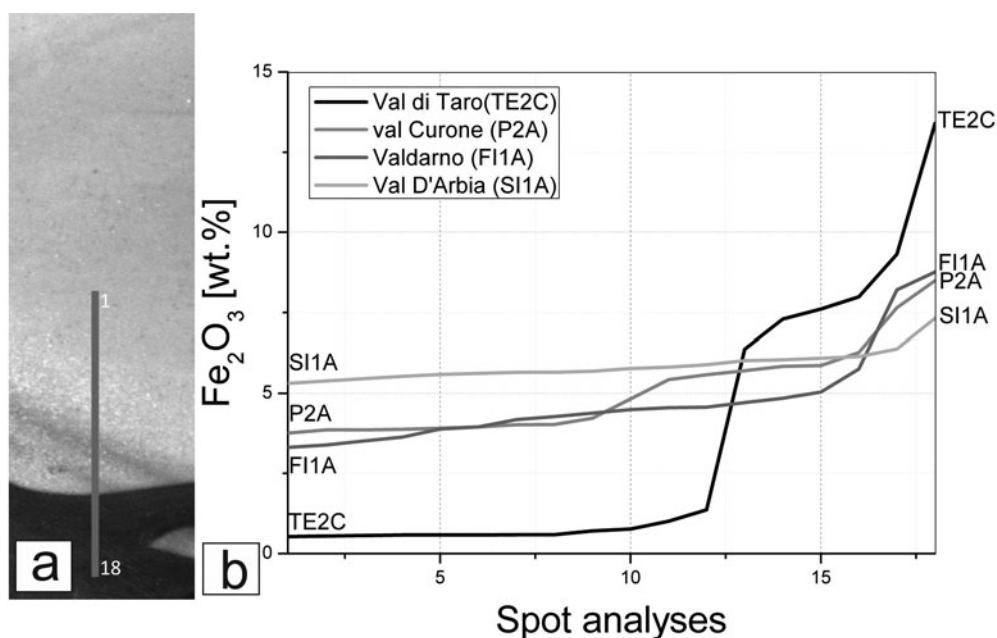 1
18
a
b
Fe2O3 [wt.%]
15
10
5
0
Val di Taro(TE2C)
val Curone (P2A)
Valdarno (FI1A)
Val D'Arbia (SI1A)
SI1A
P2A
FI1A
TE2C
TE2C
FI1A
P2A
SI1A
5 10 15
Spot analyses